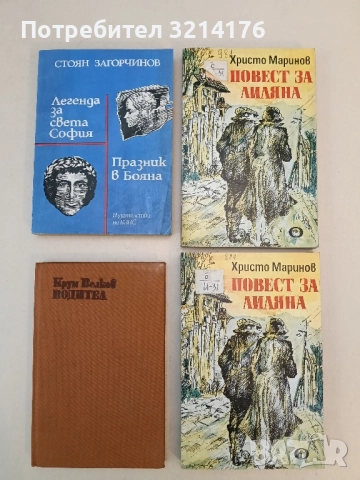 Потребител: 3214176
СТОЯН ЗАГОРЧИНОВ
Легенда
за
света
София
Празник
в Бояна
Христо Маринов
ПОВЕСТ ЗА
ЛИЛЯНА
Крум Велков
ВОДИТЕЛ
Христо Маринов
ПОВЕСТ ЗА
ЛИЛЯНА
BAZAR